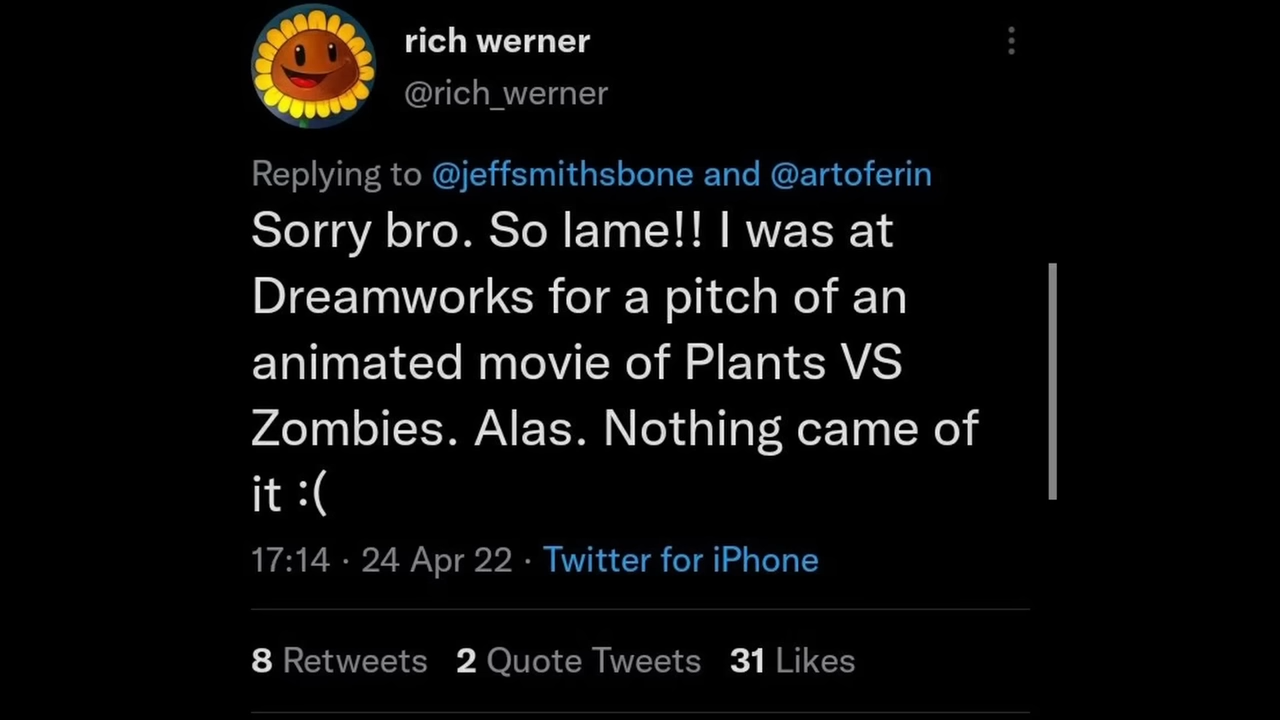 rich werner
@rich_werner
Replying to @jeffsmithsbone and @artoferin
Sorry bro. So lame!! I was at
Dreamworks for a pitch of an
animated movie of Plants VS
Zombies. Alas. Nothing came of
it :(
17:14 · 24 Apr 22 · Twitter for iPhone
8 Retweets 2 Quote Tweets 31 Likes